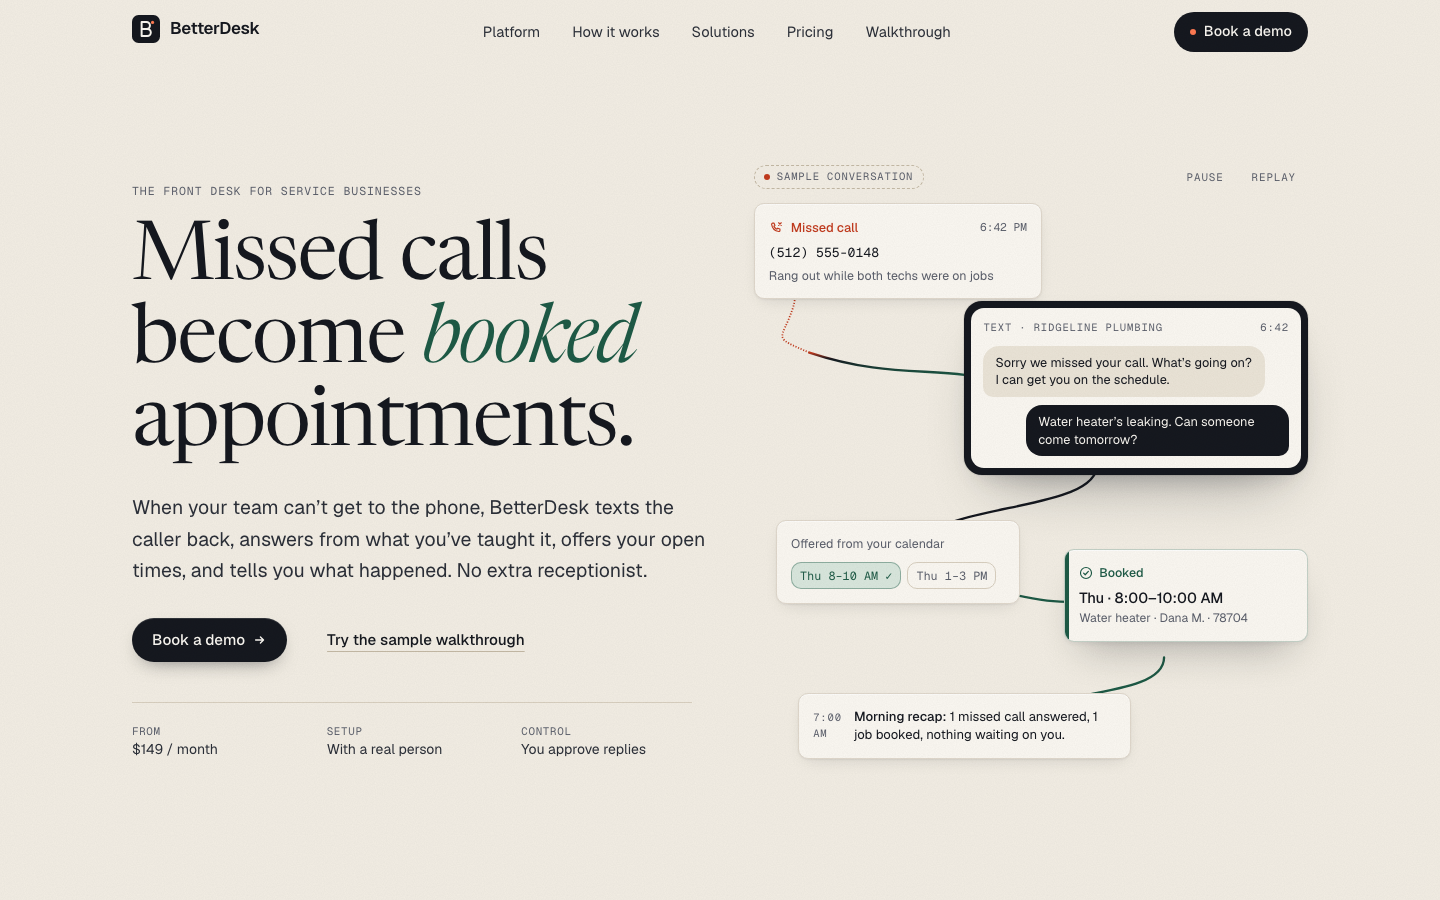 BetterDesk
Platform
How it works
Solutions
Pricing
Walkthrough
Book a demo
THE FRONT DESK FOR SERVICE BUSINESSES
Missed calls
become booked
appointments.
When your team can’t get to the phone, BetterDesk texts the
caller back, answers from what you’ve taught it, offers your open
times, and tells you what happened. No extra receptionist.
Book a demo →
Try the sample walkthrough
FROM
$149 / month
SETUP
With a real person
CONTROL
You approve replies
SAMPLE CONVERSATION
PAUSE
REPLAY
Missed call
6:42 PM
(512) 555-0148
Rang out while both techs were on jobs
TEXT · RIDGELINE PLUMBING
6:42
Sorry we missed your call. What’s going on?
I can get you on the schedule.
Water heater’s leaking. Can someone
come tomorrow?
Offered from your calendar
Thu 8–10 AM ✓
Thu 1–3 PM
Booked
Thu · 8:00–10:00 AM
Water heater · Dana M. · 78704
7:00
AM
Morning recap: 1 missed call answered, 1
job booked, nothing waiting on you.